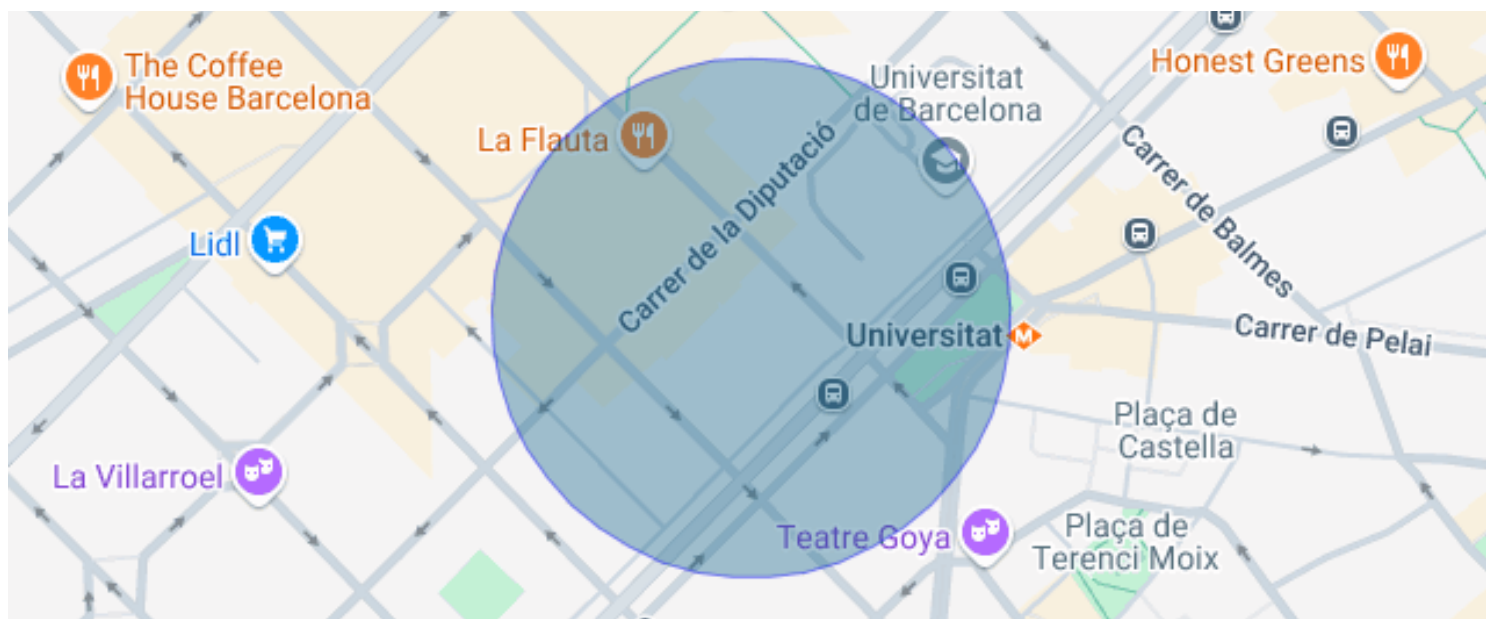 The Coffee
House Barcelona
La Flauta
Universitat
de Barcelona
Honest Greens
Carrer de la Diputació
Carrer de Balmes
Lidl
Universitat
M
Carrer de Pelai
Plaça de
Castella
La Villarroel
Teatre Goya
Plaça de
Terenci Moix